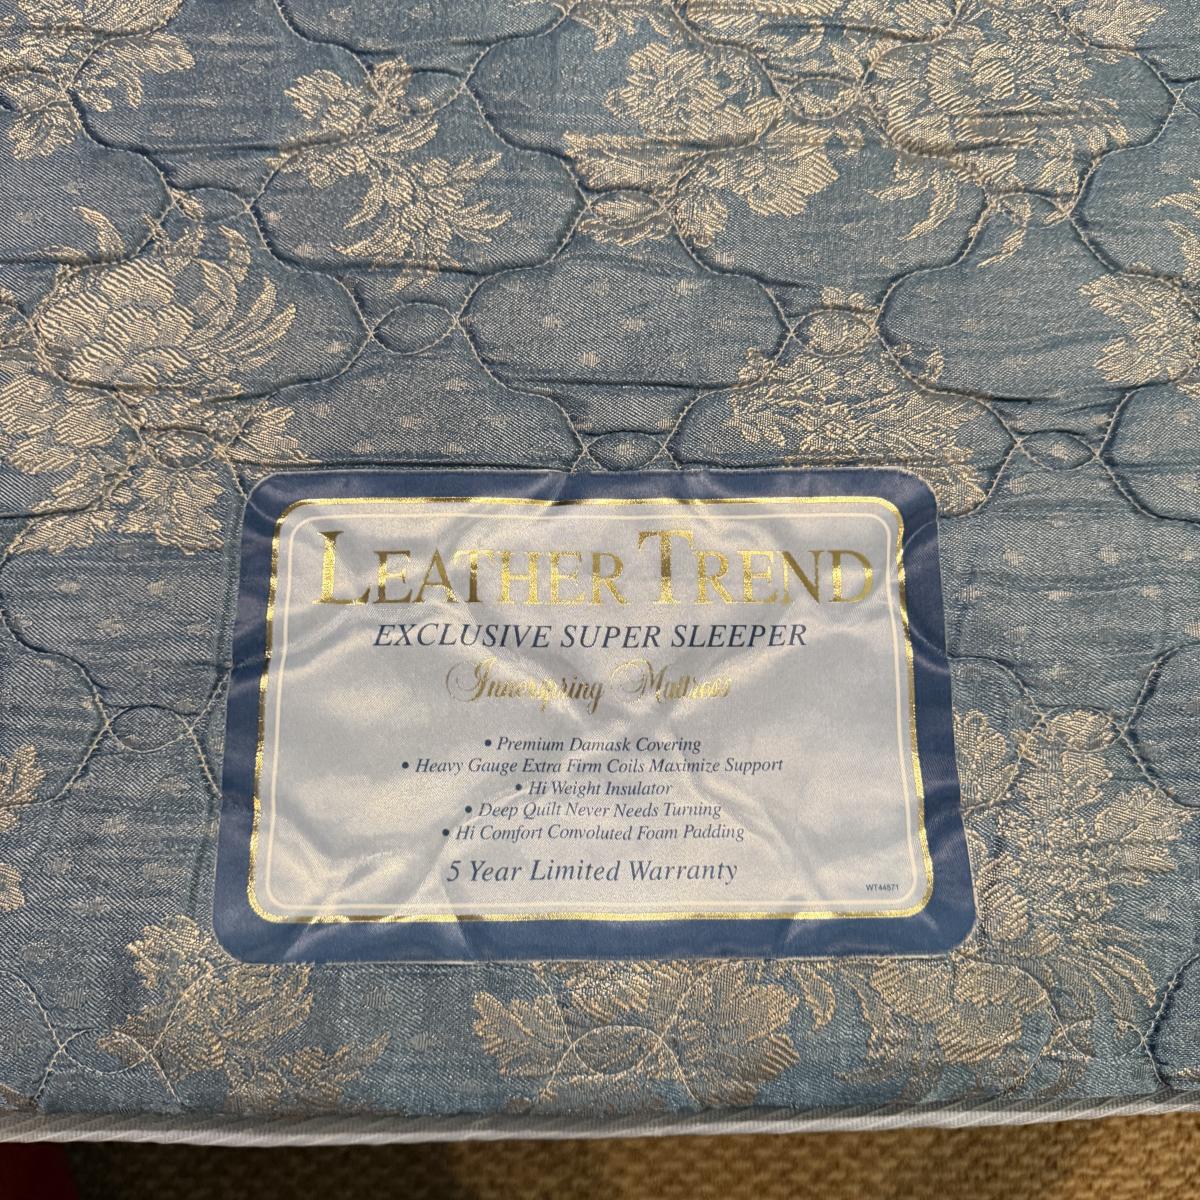 LEATHER TREND
EXCLUSIVE SUPER SLEEPER
Innerspring Mattress
• Premium Damask Covering
• Heavy Gauge Extra Firm Coils Maximize Support
• Hi Weight Insulator
• Deep Quilt Never Needs Turning
• Hi Comfort Convoluted Foam Padding
5 Year Limited Warranty
WT44571